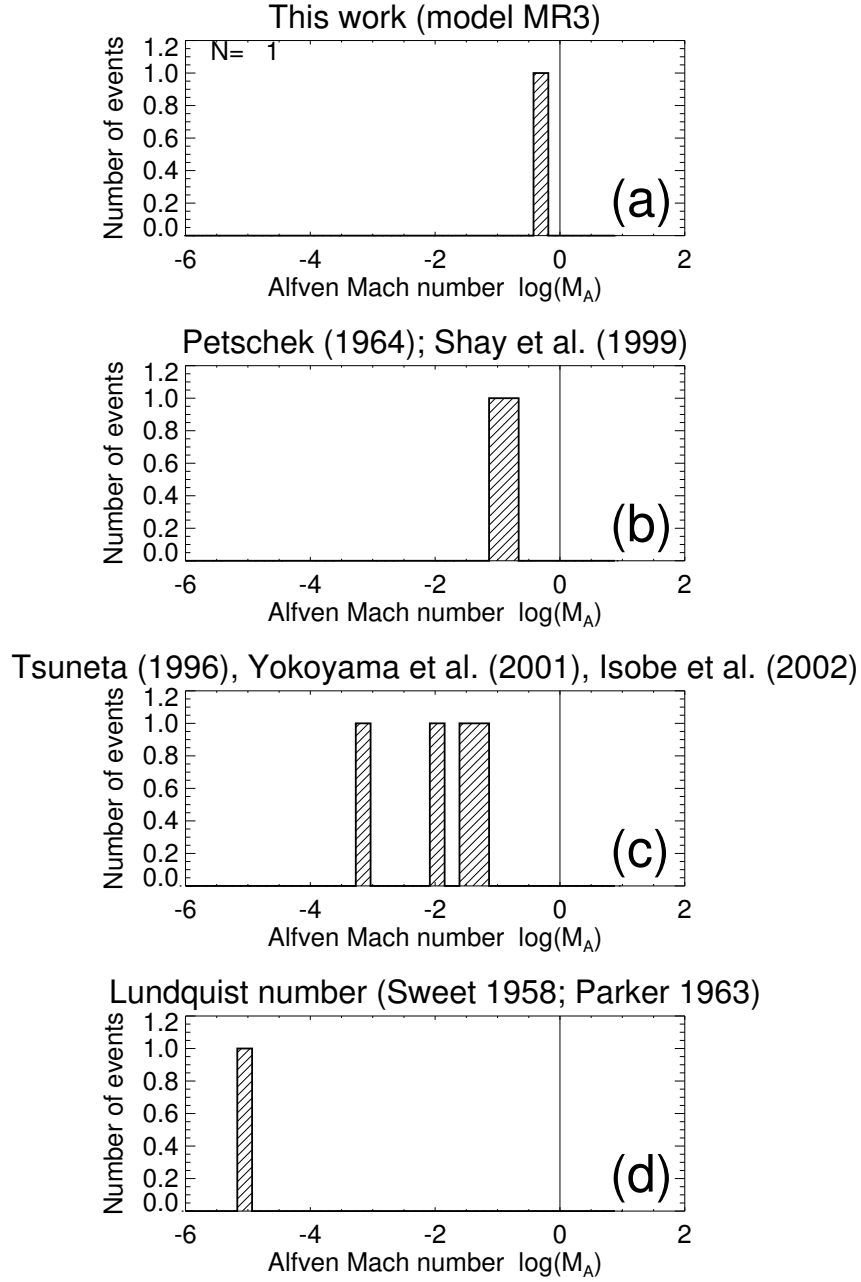 This work (model MR3)
1.2
N= 1
1.0
0.8
0.6
0.4
0.2
0.0
Number of events
(a)
-6 -4 -2 0 2
Alfven Mach number log(M_A)
Petschek (1964); Shay et al. (1999)
1.2
1.0
0.8
0.6
0.4
0.2
0.0
Number of events
(b)
-6 -4 -2 0 2
Alfven Mach number log(M_A)
Tsuneta (1996), Yokoyama et al. (2001), Isobe et al. (2002)
1.2
1.0
0.8
0.6
0.4
0.2
0.0
Number of events
(c)
-6 -4 -2 0 2
Alfven Mach number log(M_A)
Lundquist number (Sweet 1958; Parker 1963)
1.2
1.0
0.8
0.6
0.4
0.2
0.0
Number of events
(d)
-6 -4 -2 0 2
Alfven Mach number log(M_A)